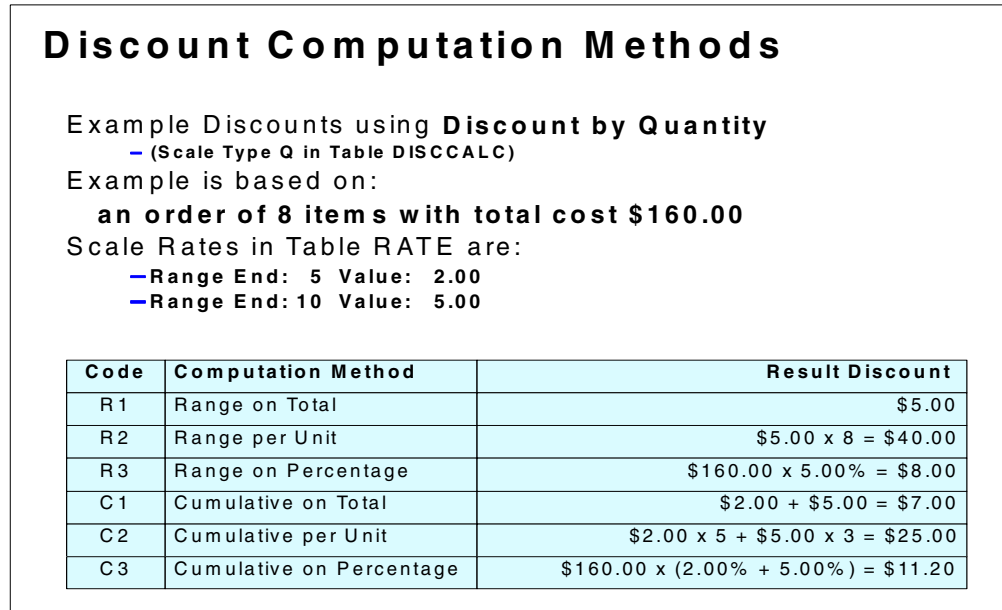 Discount Computation Methods
Example Discounts using Discount by Quantity
– (Scale Type Q in Table DISCCALC)
Example is based on:
an order of 8 items with total cost $160.00
Scale Rates in Table RATE are:
–Range End: 5 Value: 2.00
–Range End: 10 Value: 5.00
Code Computation Method Result Discount
R1 Range on Total $5.00
R2 Range per Unit $5.00 x 8 = $40.00
R3 Range on Percentage $160.00 x 5.00% = $8.00
C1 Cumulative on Total $2.00 + $5.00 = $7.00
C2 Cumulative per Unit $2.00 x 5 + $5.00 x 3 = $25.00
C3 Cumulative on Percentage $160.00 x (2.00% + 5.00%) = $11.20